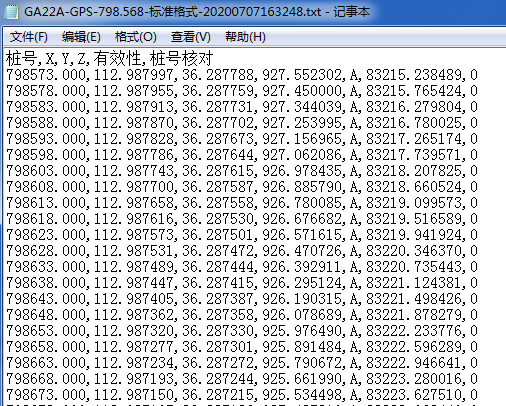 GA22A-GPS-798.568-标准格式-20200707163248.txt - 记事本
文件(F) 编辑(E) 格式(O) 查看(V) 帮助(H)
桩号,X,Y,Z,有效性,桩号核对
798573.000,112.987997,36.287788,927.552302,A,83215.238489,0
798578.000,112.987955,36.287759,927.450000,A,83215.765424,0
798583.000,112.987913,36.287731,927.344039,A,83216.279804,0
798588.000,112.987870,36.287702,927.253995,A,83216.780025,0
798593.000,112.987828,36.287673,927.156965,A,83217.265174,0
798598.000,112.987786,36.287644,927.062086,A,83217.739571,0
798603.000,112.987743,36.287615,926.978435,A,83218.207825,0
798608.000,112.987700,36.287587,926.885790,A,83218.660524,0
798613.000,112.987658,36.287558,926.780085,A,83219.099573,0
798618.000,112.987616,36.287530,926.676682,A,83219.516589,0
798623.000,112.987573,36.287501,926.571615,A,83219.941924,0
798628.000,112.987531,36.287472,926.470726,A,83220.346370,0
798633.000,112.987489,36.287444,926.392911,A,83220.735443,0
798638.000,112.987447,36.287415,926.295124,A,83221.124381,0
798643.000,112.987405,36.287387,926.190315,A,83221.498426,0
798648.000,112.987362,36.287358,926.078689,A,83221.878279,0
798653.000,112.987320,36.287330,925.976490,A,83222.233776,0
798658.000,112.987277,36.287301,925.891484,A,83222.596289,0
798663.000,112.987234,36.287272,925.790672,A,83222.946641,0
798668.000,112.987193,36.287244,925.661990,A,83223.280016,0
798673.000,112.987150,36.287215,925.534498,A,83223.627510,0